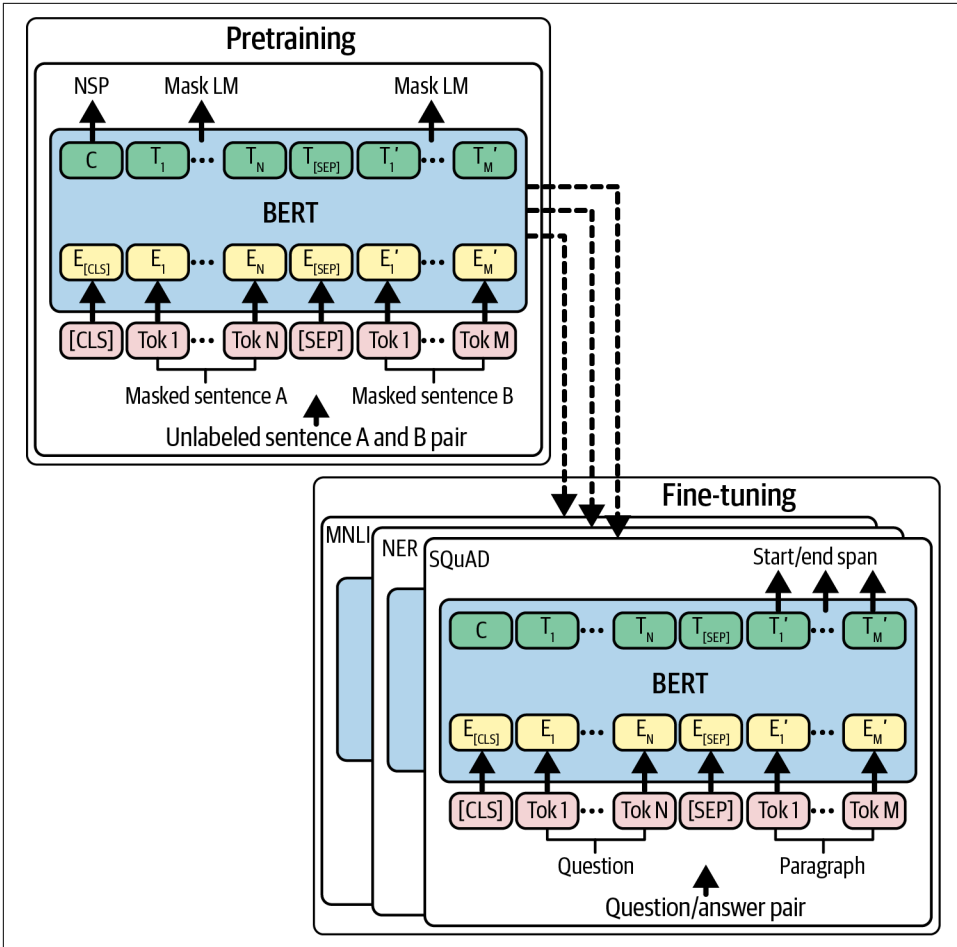 Pretraining
NSP Mask LM Mask LM
C T1 ... TN T[SEP] T1' ... TM'
BERT
E[CLS] E1 ... EN E[SEP] E1' ... EM'
[CLS] Tok 1 ... Tok N [SEP] Tok 1 ... Tok M
Masked sentence A Masked sentence B
Unlabeled sentence A and B pair
Fine-tuning
MNLI
NER
SQuAD
Start/end span
C T1 ... TN T[SEP] T1' ... TM'
BERT
E[CLS] E1 ... EN E[SEP] E1' ... EM'
[CLS] Tok 1 ... Tok N [SEP] Tok 1 ... Tok M
Question Paragraph
Question/answer pair